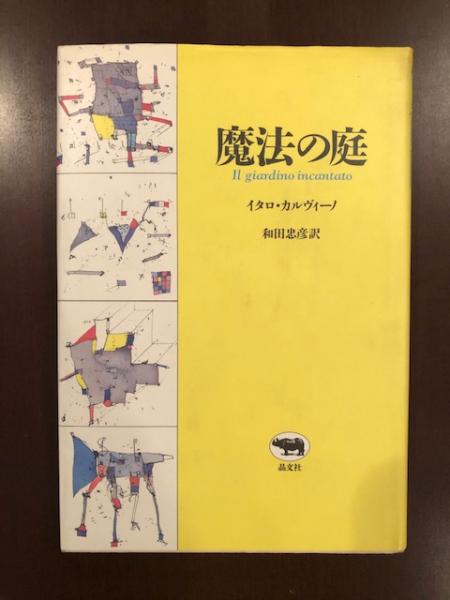 魔法の庭
Il giardino incantato
イタロ・カルヴィーノ
和田忠彦訳
晶文社